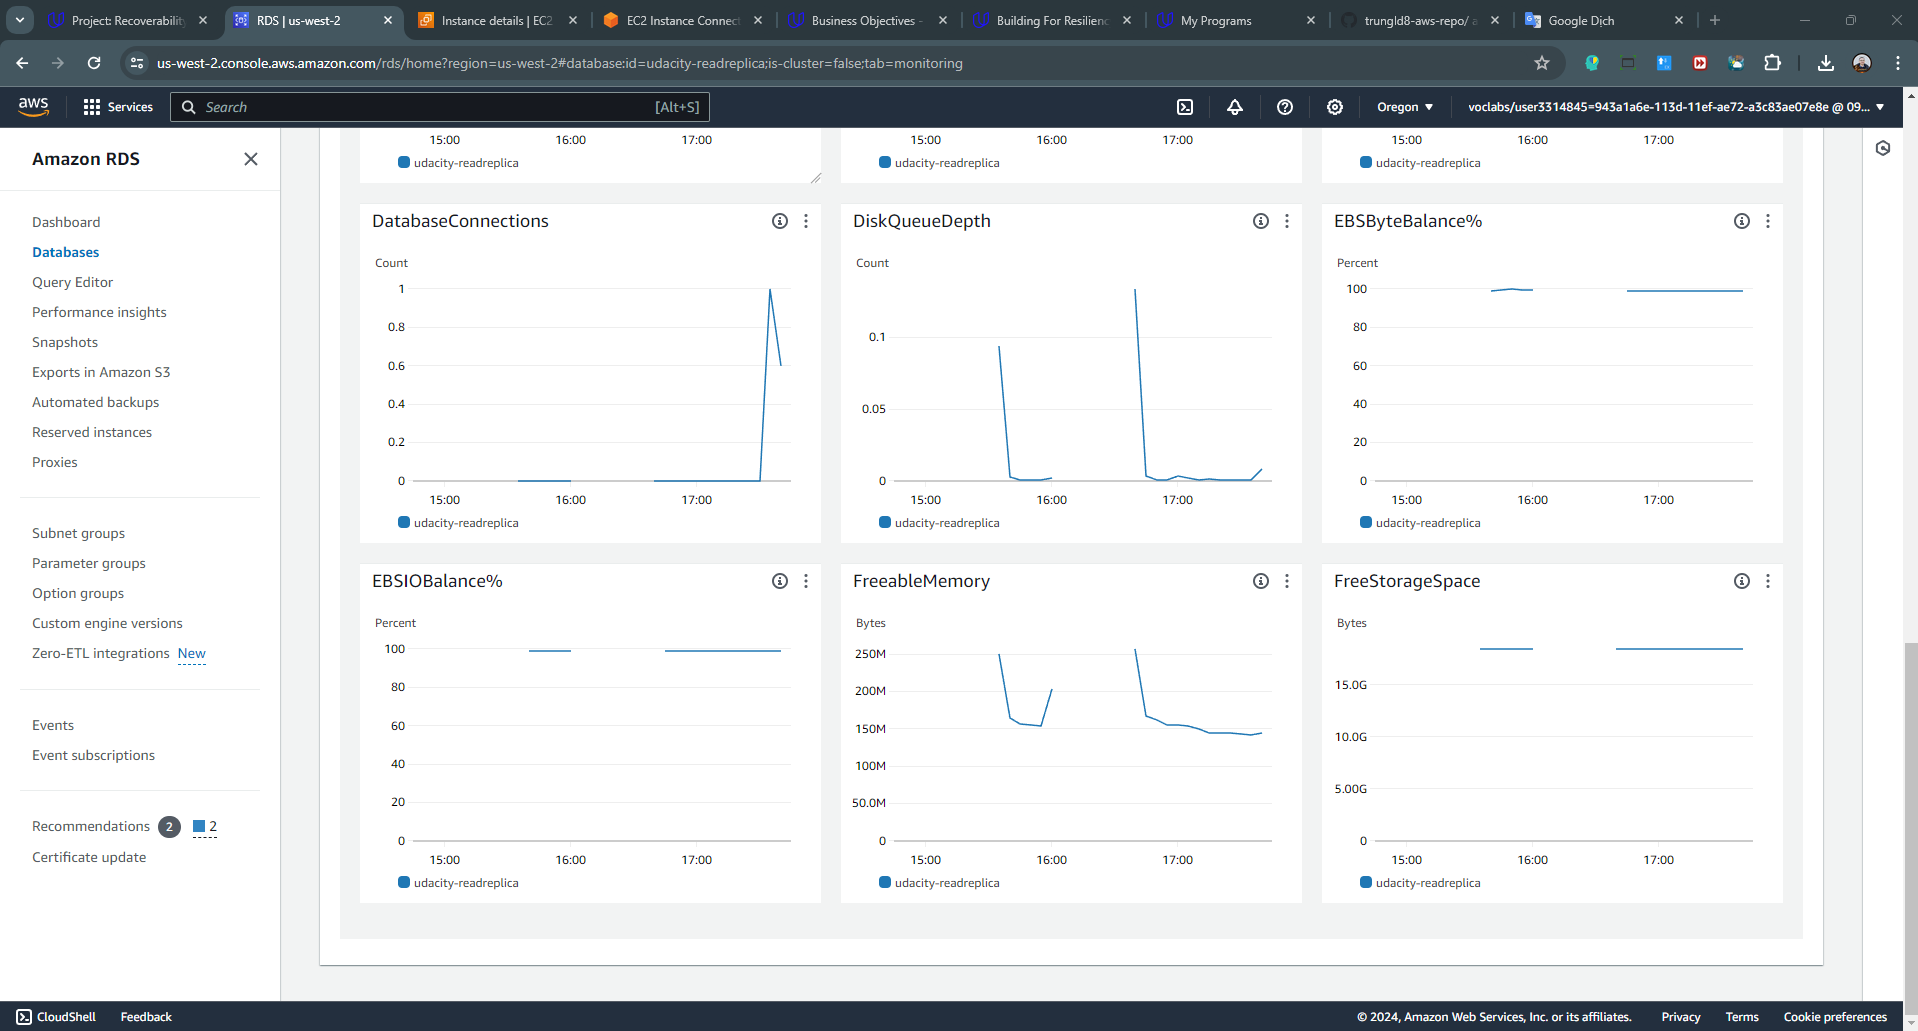 Project: Recoverability
RDS | us-west-2
Instance details | EC2
EC2 Instance Connect
Business Objectives -
Building For Resilienc
My Programs
trungld8-aws-repo/ a
Google Dịch
us-west-2.console.aws.amazon.com/rds/home?region=us-west-2#database:id=udacity-readreplica;is-cluster=false;tab=monitoring
aws
Services
Search
[Alt+S]
Oregon
voclabs/user3314845=943a1a6e-113d-11ef-ae72-a3c83ae07e8e @ 09...
Amazon RDS
Dashboard
Databases
Query Editor
Performance insights
Snapshots
Exports in Amazon S3
Automated backups
Reserved instances
Proxies
Subnet groups
Parameter groups
Option groups
Custom engine versions
Zero-ETL integrations New
Events
Event subscriptions
Recommendations 2 2
Certificate update
15:00 16:00 17:00
udacity-readreplica
15:00 16:00 17:00
udacity-readreplica
15:00 16:00 17:00
udacity-readreplica
DatabaseConnections
Count
1
0.8
0.6
0.4
0.2
0
15:00 16:00 17:00
udacity-readreplica
DiskQueueDepth
Count
0.1
0.05
0
15:00 16:00 17:00
udacity-readreplica
EBSByteBalance%
Percent
100
80
60
40
20
0
15:00 16:00 17:00
udacity-readreplica
EBSIOBalance%
Percent
100
80
60
40
20
0
15:00 16:00 17:00
udacity-readreplica
FreeableMemory
Bytes
250M
200M
150M
100M
50.0M
0
15:00 16:00 17:00
udacity-readreplica
FreeStorageSpace
Bytes
15.0G
10.0G
5.00G
0
15:00 16:00 17:00
udacity-readreplica
CloudShell
Feedback
© 2024, Amazon Web Services, Inc. or its affiliates.
Privacy
Terms
Cookie preferences